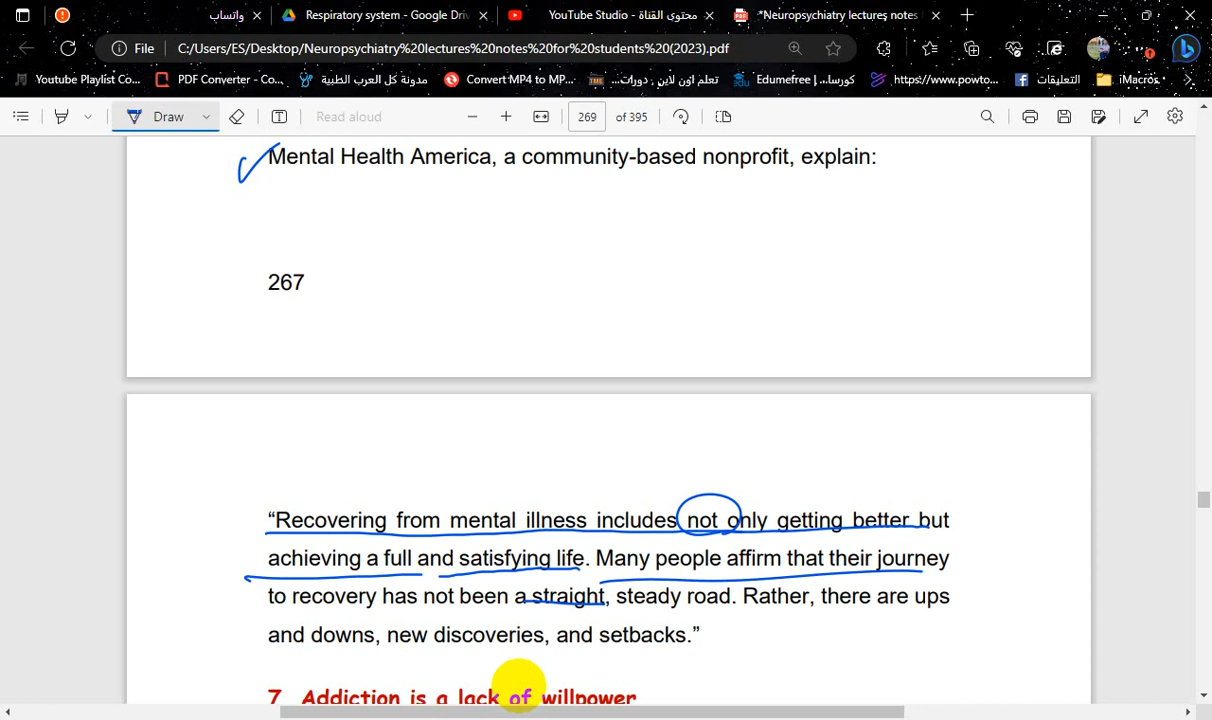 واتساب
Respiratory system - Google Driv
YouTube Studio - محتوى القناة
*Neuropsychiatry lectures notes
File
C:/Users/ES/Desktop/Neuropsychiatry%20lectures%20notes%20for%20students%20(2023).pdf
YouTube Playlist Co...
PDF Converter - Co...
مدونة كل العرب الطبية
Convert MP4 to MP...
تعلم اون لاين , دورات...
Edumefree | ...كورسا
https://www.powto...
التعليقات
iMacros
Draw
Read aloud
269 of 395
Mental Health America, a community-based nonprofit, explain:
267
“Recovering from mental illness includes not only getting better but
achieving a full and satisfying life. Many people affirm that their journey
to recovery has not been a straight, steady road. Rather, there are ups
and downs, new discoveries, and setbacks.”
7 Addiction is a lack of willpower